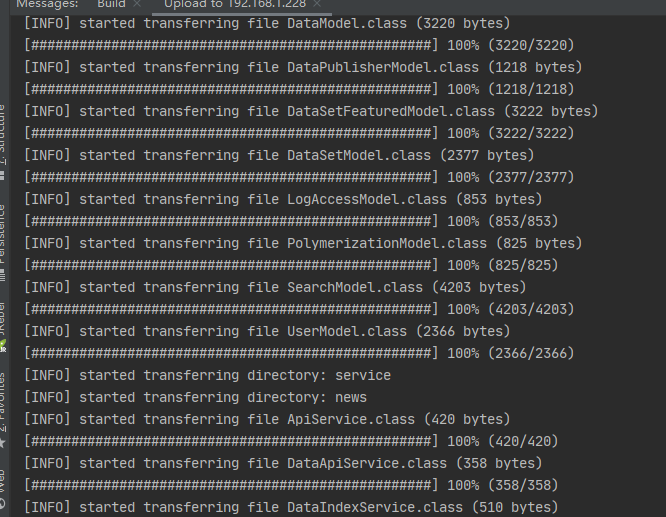 Messages: Build × Upload to 192.168.1.228 ×
[INFO] started transferring file DataModel.class (3220 bytes)
[##################################################] 100% (3220/3220)
[INFO] started transferring file DataPublisherModel.class (1218 bytes)
[##################################################] 100% (1218/1218)
[INFO] started transferring file DataSetFeaturedModel.class (3222 bytes)
[##################################################] 100% (3222/3222)
[INFO] started transferring file DataSetModel.class (2377 bytes)
[##################################################] 100% (2377/2377)
[INFO] started transferring file LogAccessModel.class (853 bytes)
[##################################################] 100% (853/853)
[INFO] started transferring file PolymerizationModel.class (825 bytes)
[##################################################] 100% (825/825)
[INFO] started transferring file SearchModel.class (4203 bytes)
[##################################################] 100% (4203/4203)
[INFO] started transferring file UserModel.class (2366 bytes)
[##################################################] 100% (2366/2366)
[INFO] started transferring directory: service
[INFO] started transferring directory: news
[INFO] started transferring file ApiService.class (420 bytes)
[##################################################] 100% (420/420)
[INFO] started transferring file DataApiService.class (358 bytes)
[##################################################] 100% (358/358)
[INFO] started transferring file DataIndexService.class (510 bytes)
7: Structure
Persistence
JRebel
2: Favorites
Web